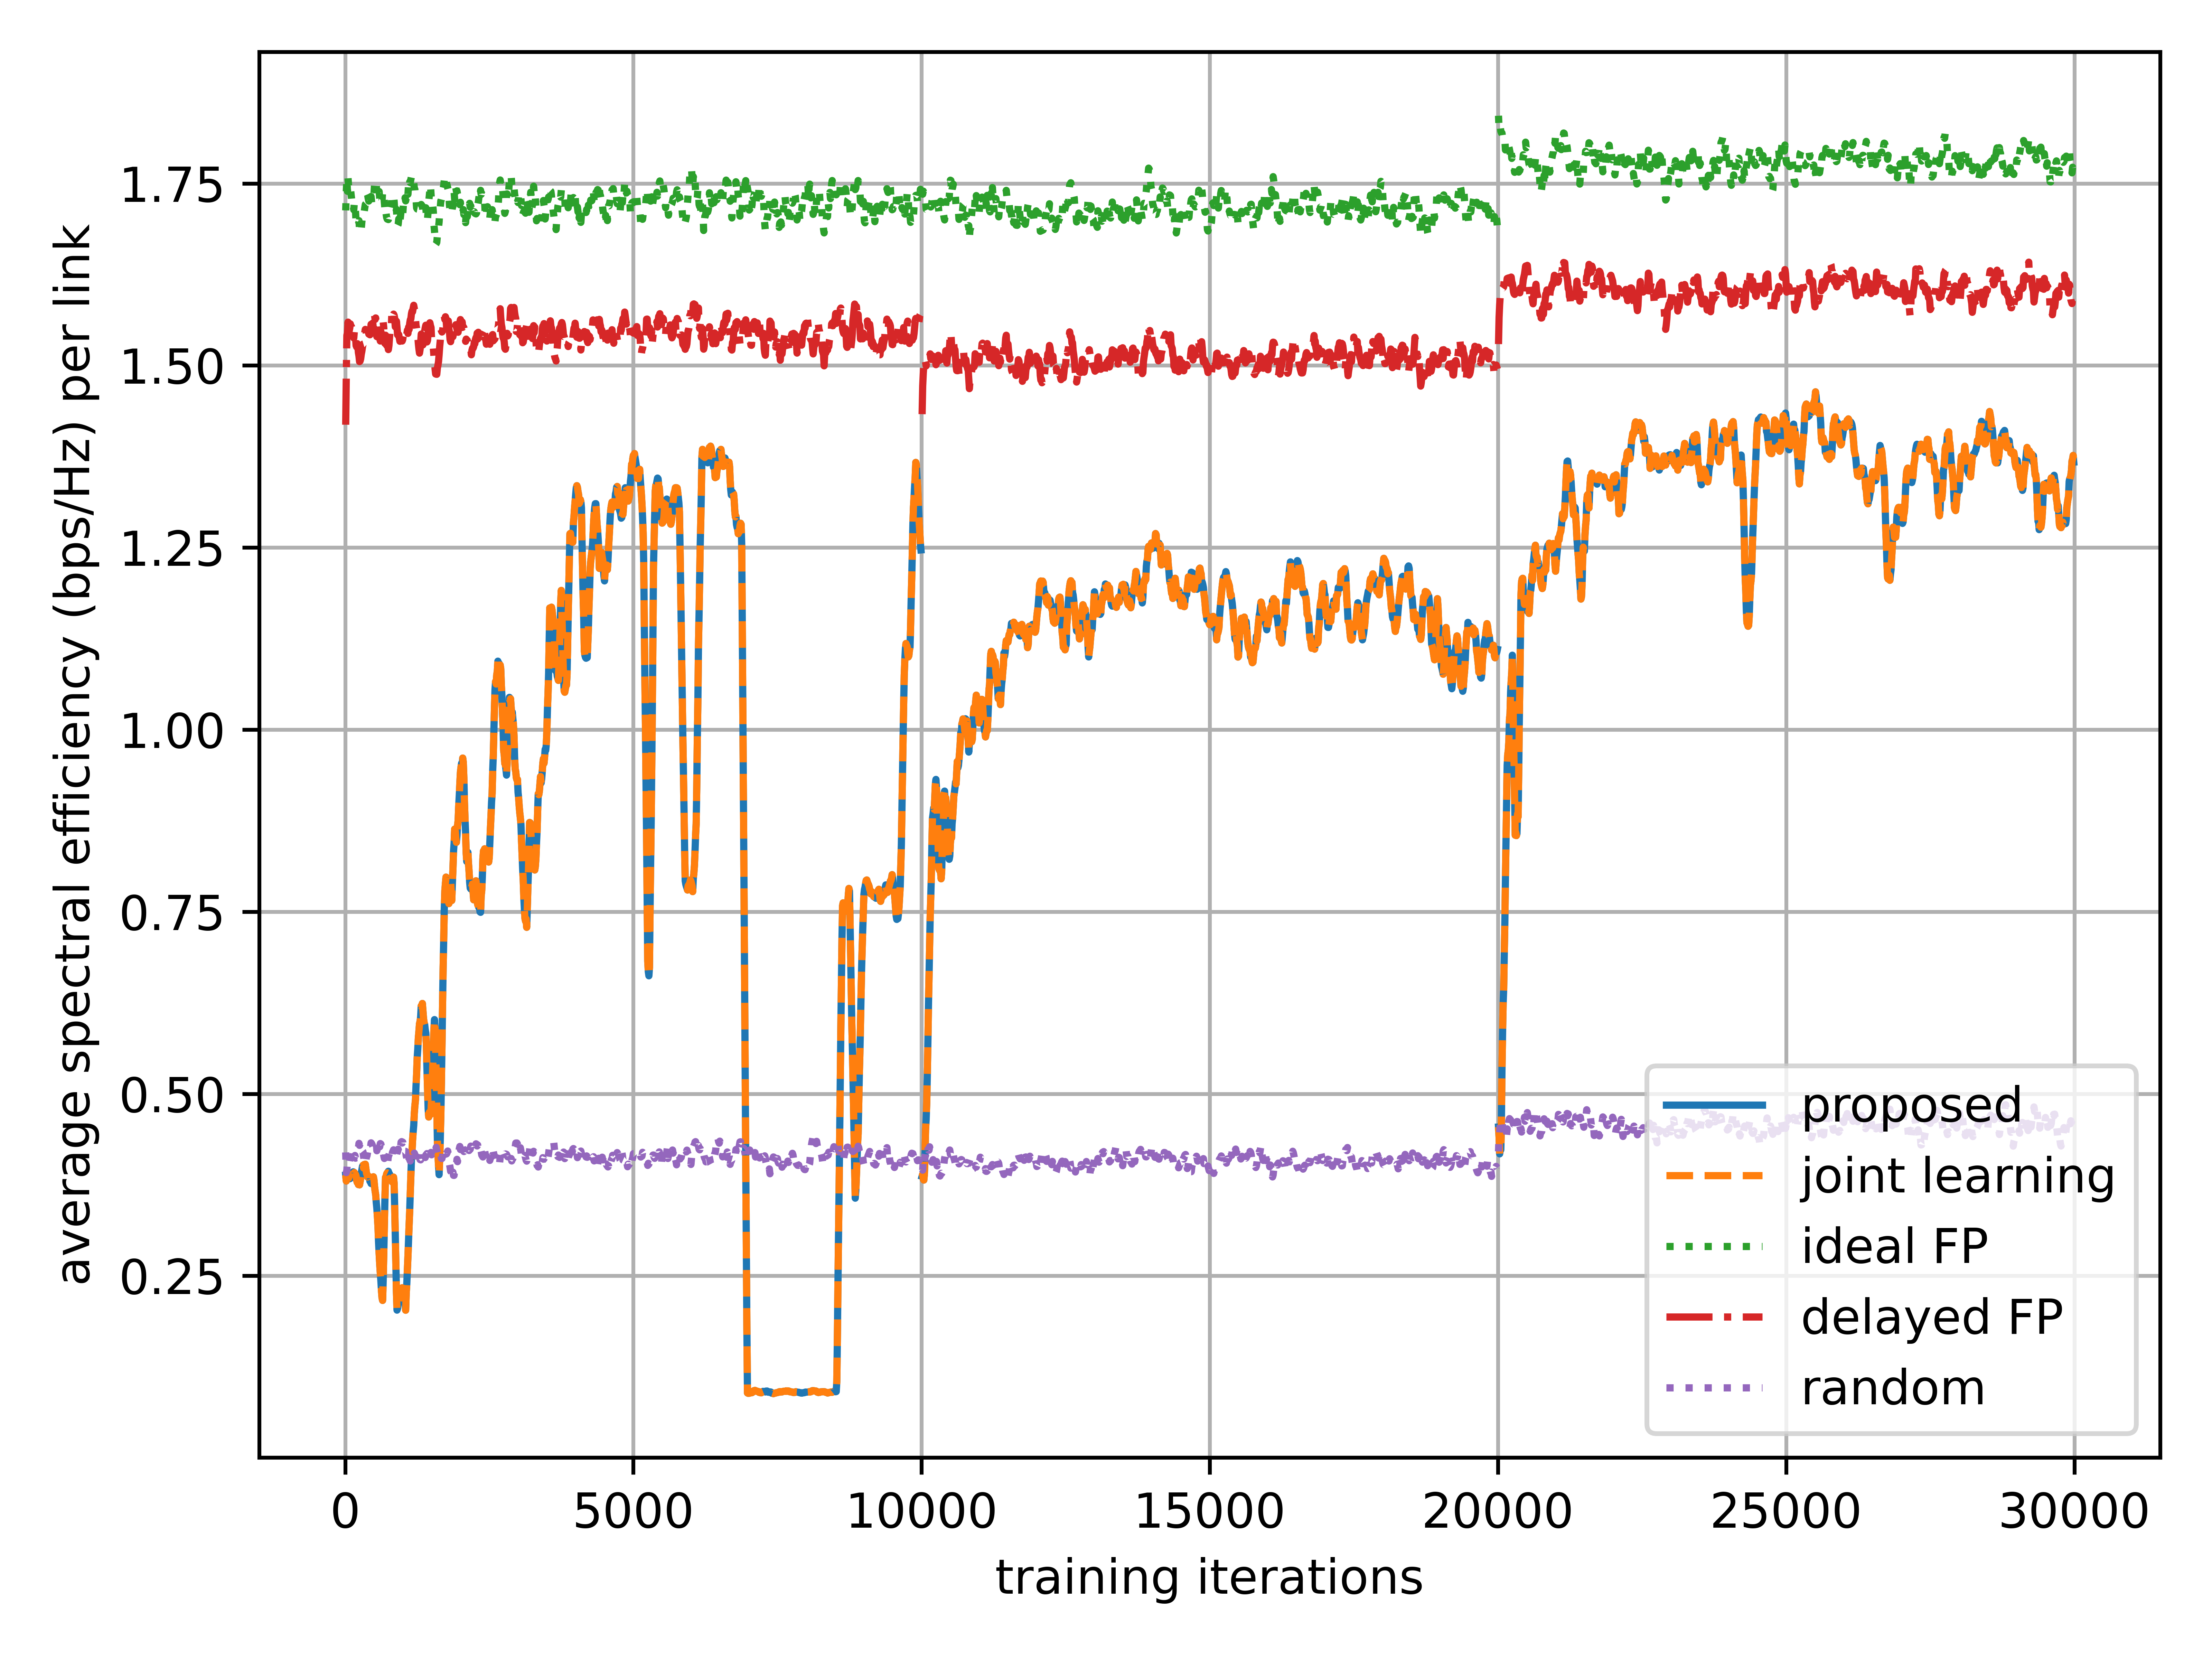 average spectral efficiency (bps/Hz) per link
1.75
1.50
1.25
1.00
0.75
0.50
0.25
proposed
joint learning
ideal FP
delayed FP
random
0 5000 10000 15000 20000 25000 30000
training iterations